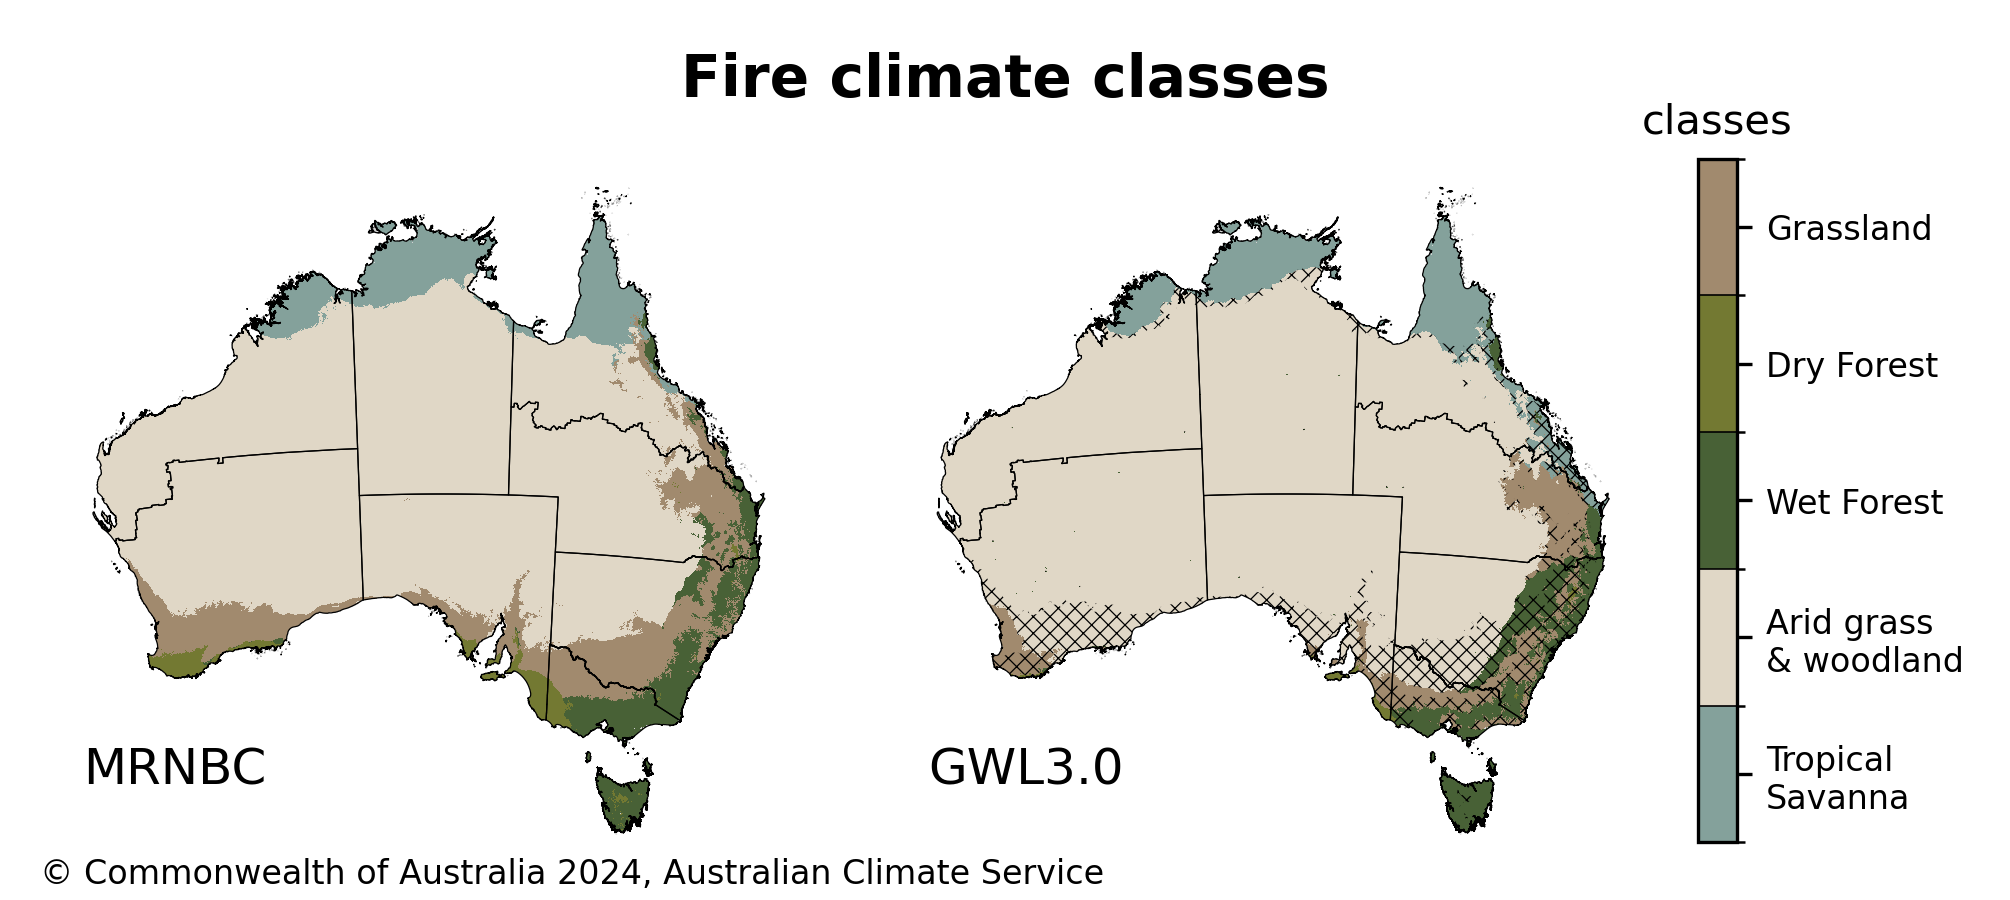 Fire climate classes
classes
Grassland
Dry Forest
Wet Forest
Arid grass
& woodland
Tropical
Savanna
MRNBC
GWL3.0
© Commonwealth of Australia 2024, Australian Climate Service